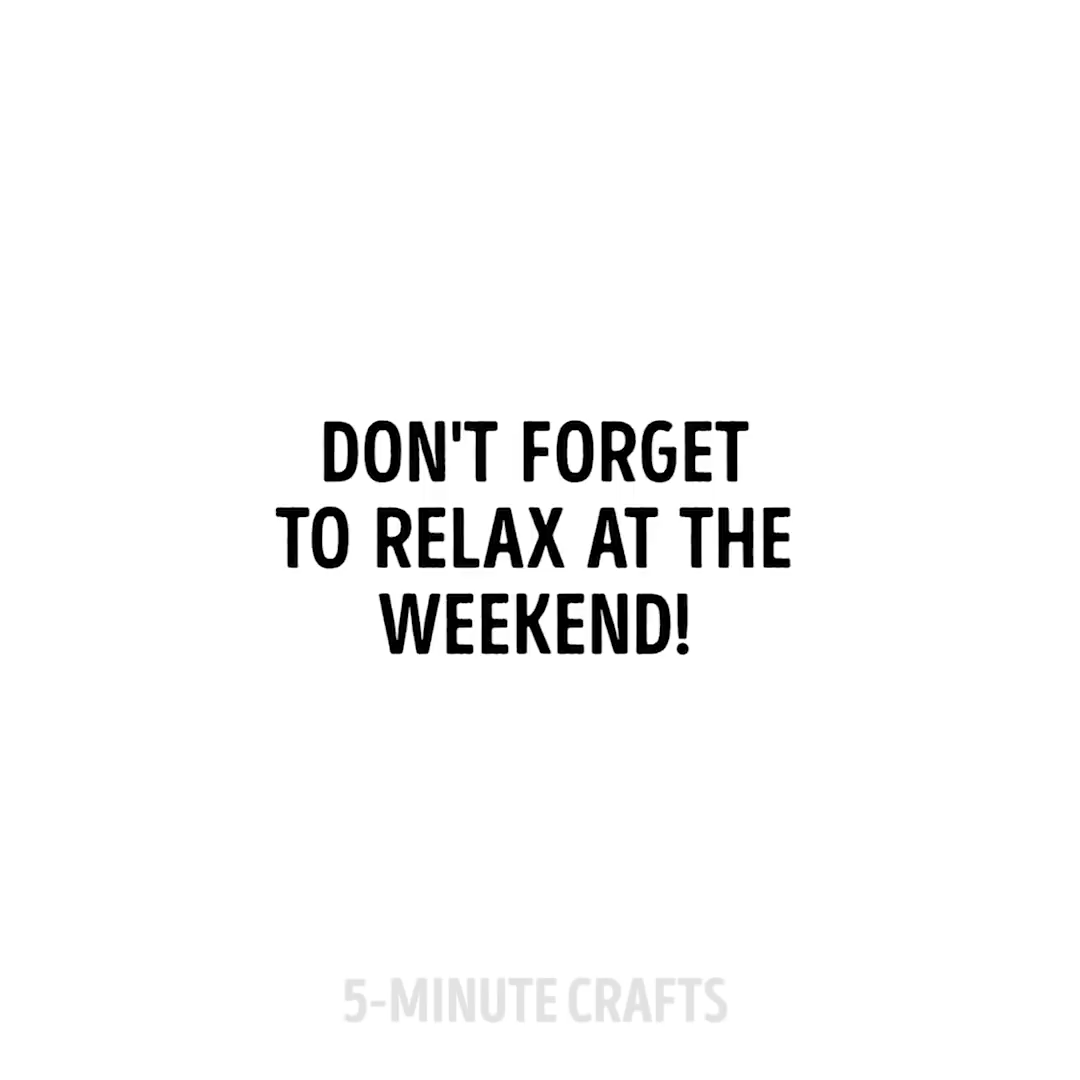 DON'T FORGET
TO RELAX AT THE
WEEKEND!
5-MINUTE CRAFTS